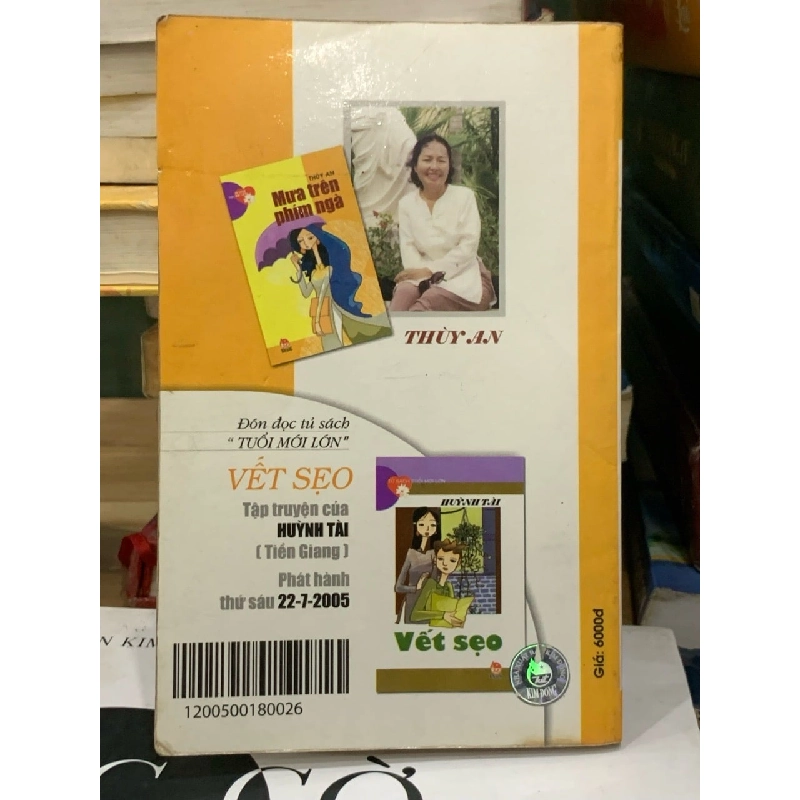 THÙY AN
Mưa trên
phím ngà
THÙY AN
Đón đọc tủ sách
“ TUỔI MỚI LỚN”
VẾT SẸO
Tập truyện của
HUỲNH TÀI
( Tiền Giang )
Phát hành
thứ sáu 22-7-2005
HUỲNH TÀI
Vết sẹo
KIM ĐỒNG
Giá: 6000đ
1200500180026
N KIM
C CỜ